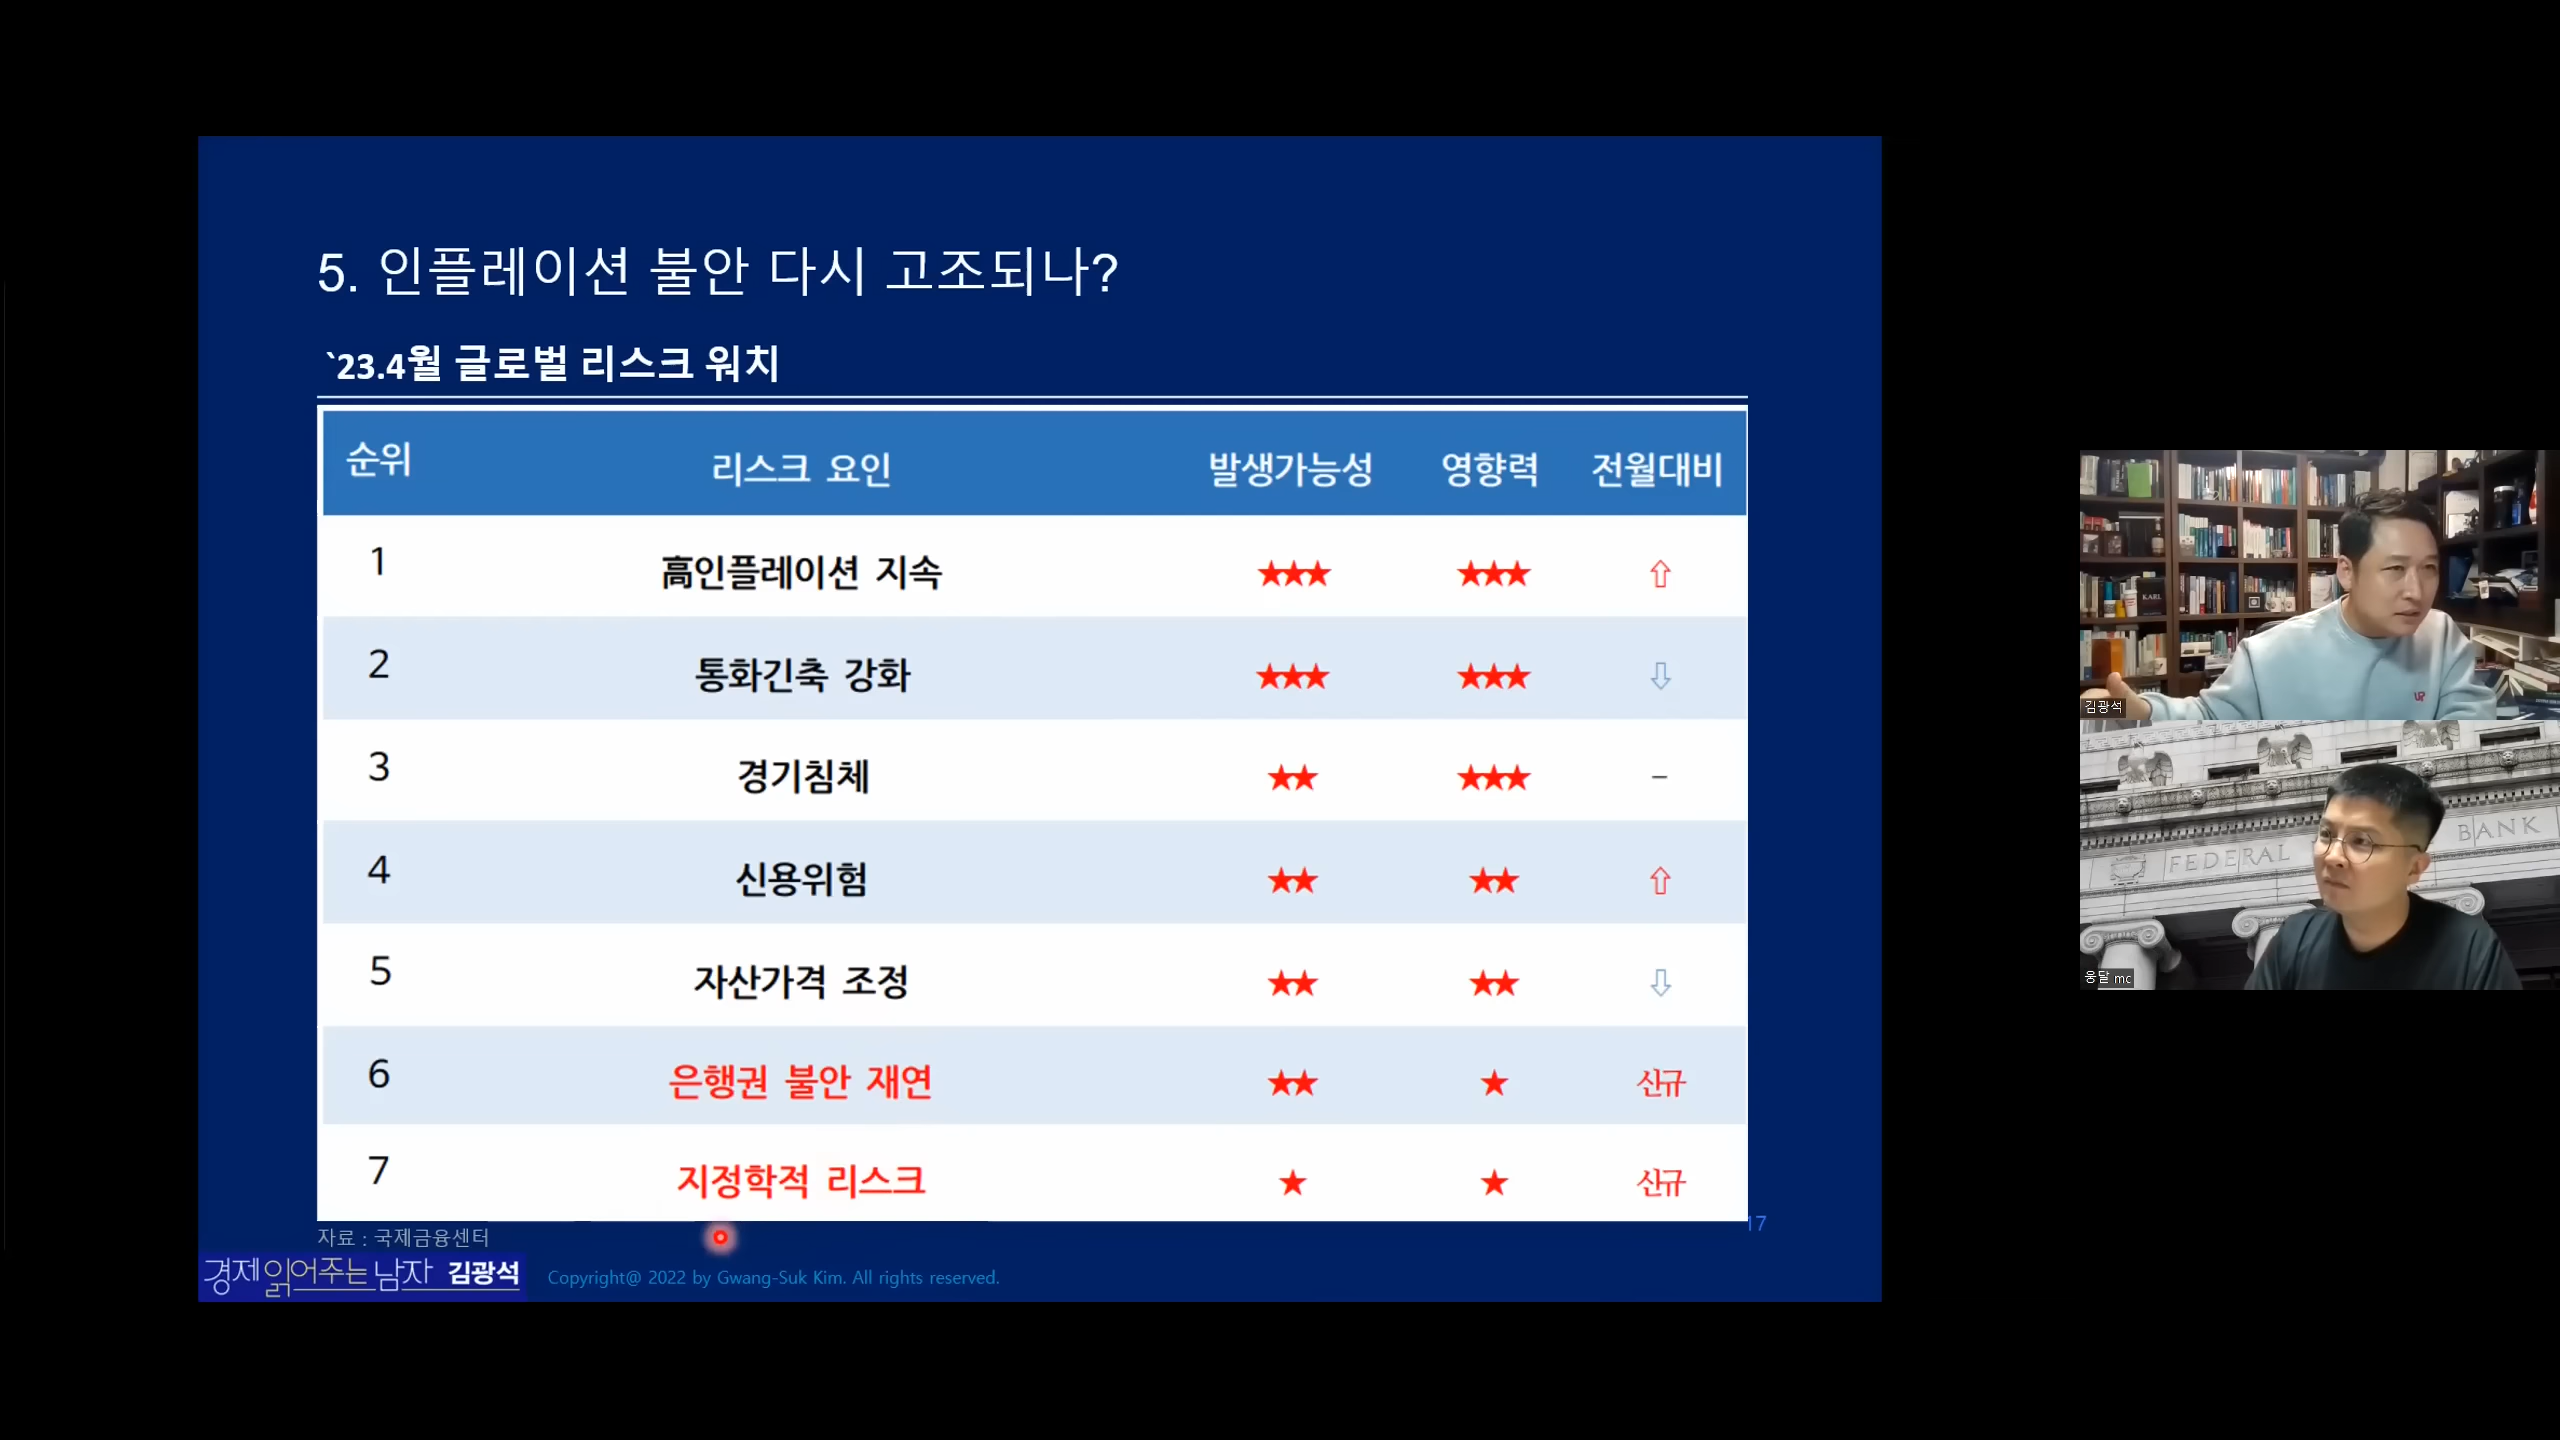 5. 인플레이션 불안 다시 고조되나?
`23.4월 글로벌 리스크 워치
순위 리스크 요인 발생가능성 영향력 전월대비
1 高인플레이션 지속 ★★★ ★★★ ⇧
2 통화긴축 강화 ★★★ ★★★ ⇩
3 경기침체 ★★ ★★★ –
4 신용위험 ★★ ★★ ⇧
5 자산가격 조정 ★★ ★★ ⇩
6 은행권 불안 재연 ★★ ★ 신규
7 지정학적 리스크 ★ ★ 신규
자료 : 국제금융센터
17
경제읽어주는남자 김광석
Copyright@ 2022 by Gwang-Suk Kim. All rights reserved.
KARL
UP
김광석
FEDERAL BANK
웅달 mc